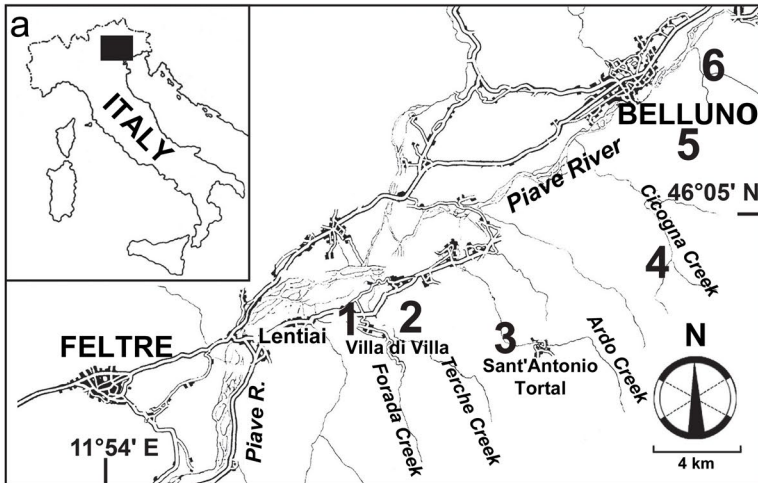 a
ITALY
6
BELLUNO
5
Piave River
46°05' N
Cicogna Creek
4
1
2
Lentiai
Villa di Villa
3
Sant'Antonio
Tortal
Ardo Creek
N
FELTRE
Piave R.
Forada Creek
Terche Creek
11°54' E
4 km